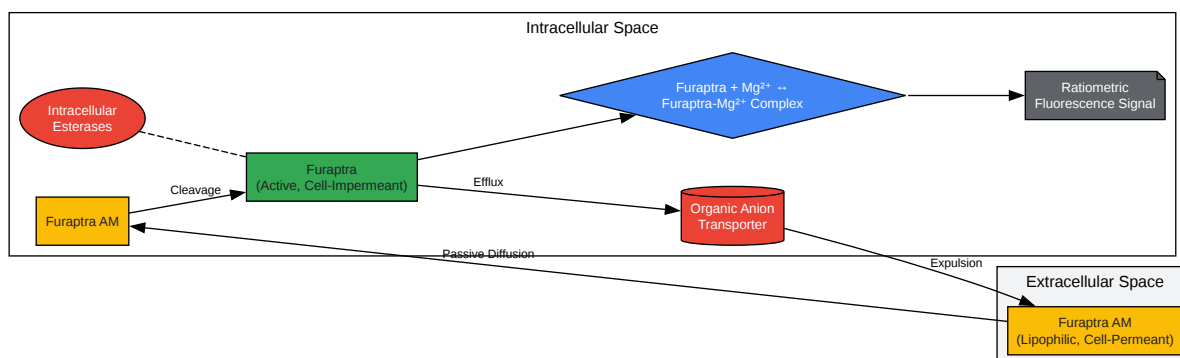 Intracellular Space
Furaptra + Mg²⁺ ↔
Furaptra-Mg²⁺ Complex
Ratiometric
Fluorescence Signal
Intracellular
Esterases
Furaptra
(Active, Cell-Impermeant)
Cleavage
Efflux
Furaptra AM
Organic Anion
Transporter
Passive Diffusion
Expulsion
Extracellular Space
Furaptra AM
(Lipophilic, Cell-Permeant)